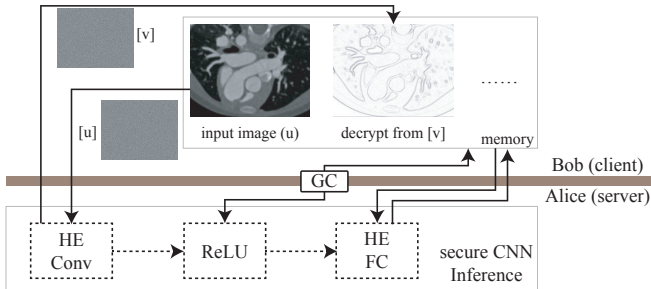 [v]
......
[u]
input image (u)
decrypt from [v]
memory
Bob (client)
GC
Alice (server)
HE
Conv
ReLU
HE
FC
secure CNN
Inference